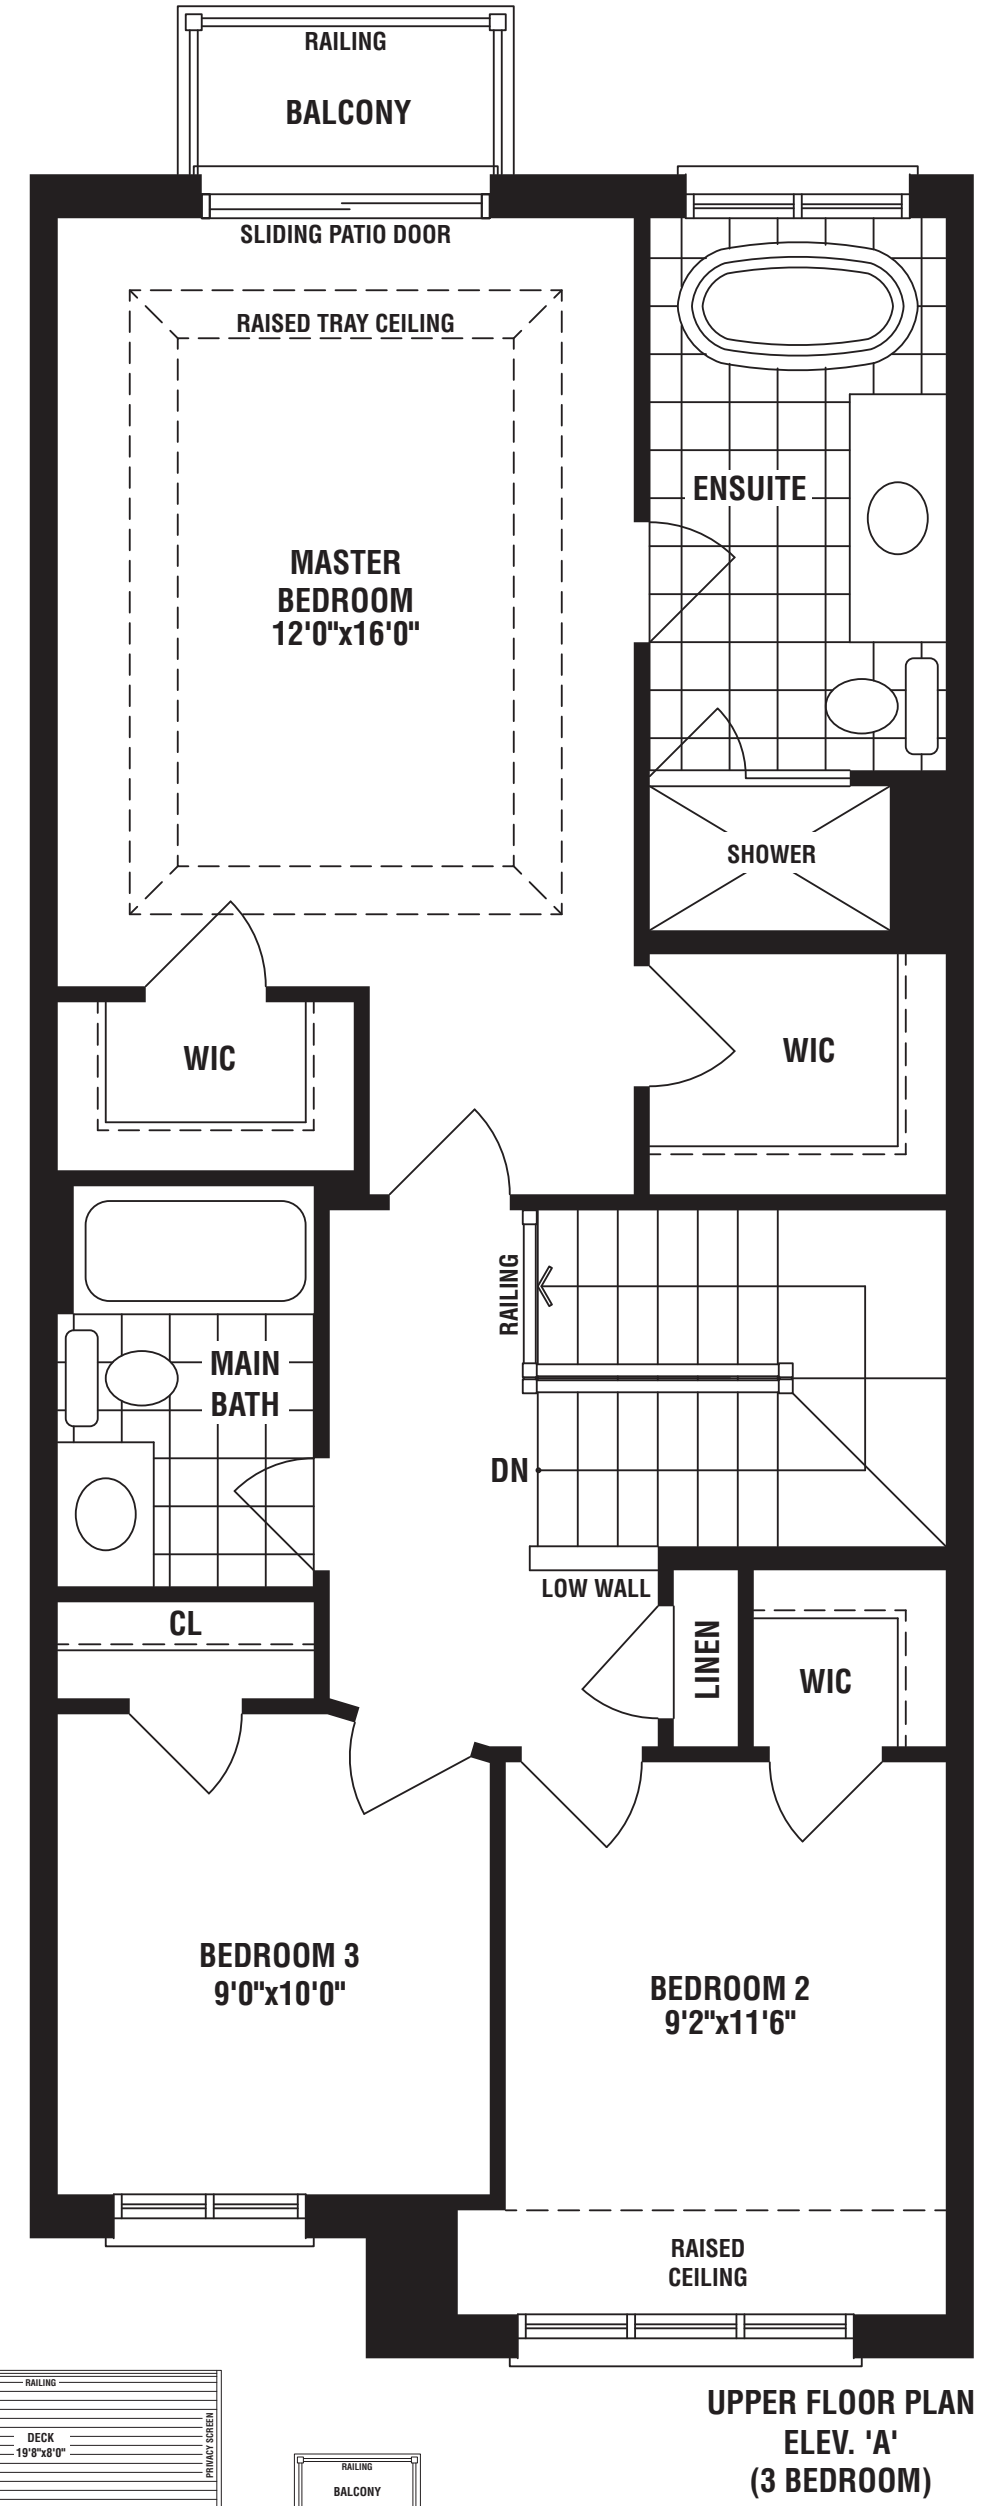 RAILING
BALCONY
SLIDING PATIO DOOR
RAISED TRAY CEILING
ENSUITE
MASTER
BEDROOM
12'0"x16'0"
SHOWER
WIC
WIC
RAILING
MAIN
BATH
DN
LOW WALL
CL
LINEN
WIC
BEDROOM 3
9'0"x10'0"
BEDROOM 2
9'2"x11'6"
RAISED
CEILING
UPPER FLOOR PLAN
ELEV. 'A'
(3 BEDROOM)
RAILING
DECK
19'8"x8'0"
PRIVACY SCREEN
RAILING
BALCONY